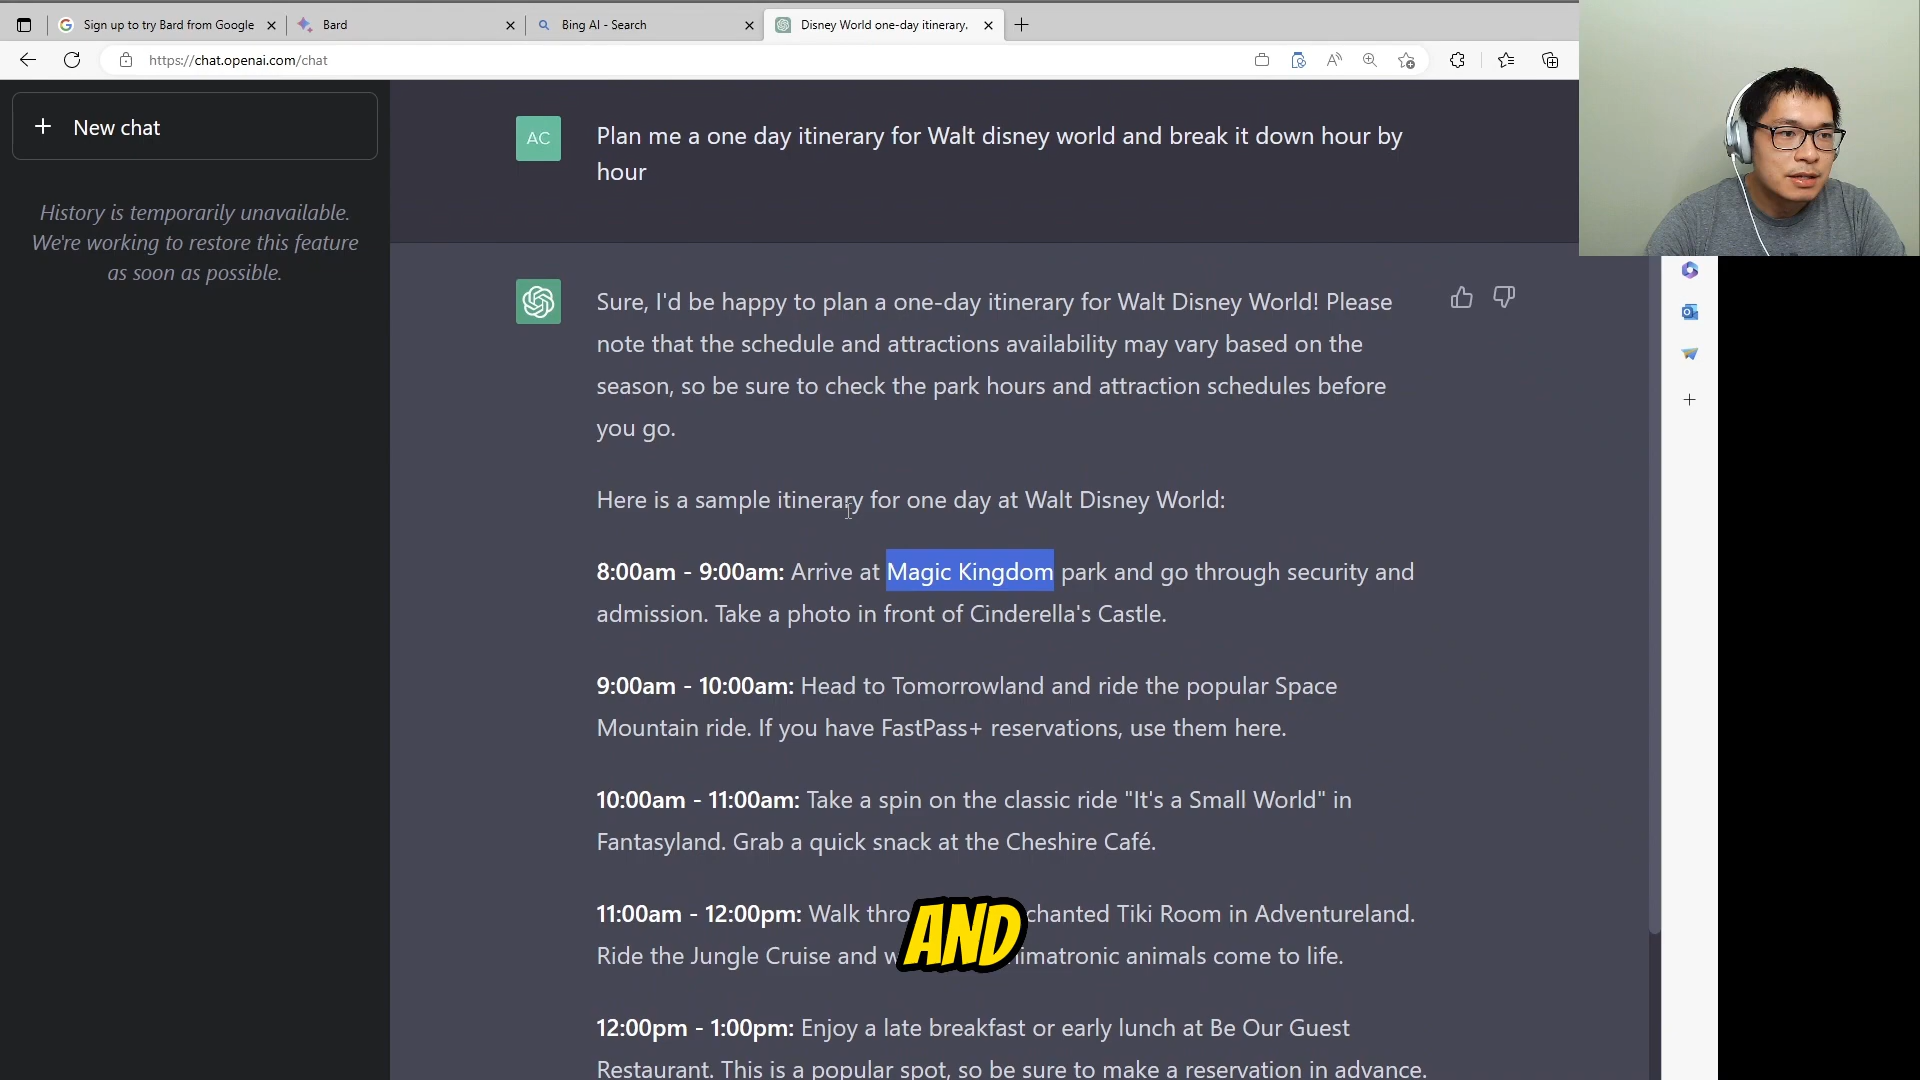 Sign up to try Bard from Google
Bard
Bing AI - Search
Disney World one-day itinerary.
https://chat.openai.com/chat
New chat
History is temporarily unavailable.
We're working to restore this feature
as soon as possible.
AC
Plan me a one day itinerary for Walt disney world and break it down hour by
hour
Sure, I'd be happy to plan a one-day itinerary for Walt Disney World! Please
note that the schedule and attractions availability may vary based on the
season, so be sure to check the park hours and attraction schedules before
you go.
Here is a sample itinerary for one day at Walt Disney World:
8:00am - 9:00am: Arrive at Magic Kingdom park and go through security and
admission. Take a photo in front of Cinderella's Castle.
9:00am - 10:00am: Head to Tomorrowland and ride the popular Space
Mountain ride. If you have FastPass+ reservations, use them here.
10:00am - 11:00am: Take a spin on the classic ride "It's a Small World" in
Fantasyland. Grab a quick snack at the Cheshire Café.
11:00am - 12:00pm: Walk Tiki Room in Adventureland.
Ride the Jungle Cruise and animals come to life.
AND
12:00pm - 1:00pm: Enjoy a late breakfast or early lunch at Be Our Guest
Restaurant. This is a popular spot, so be sure to make a reservation in advance.